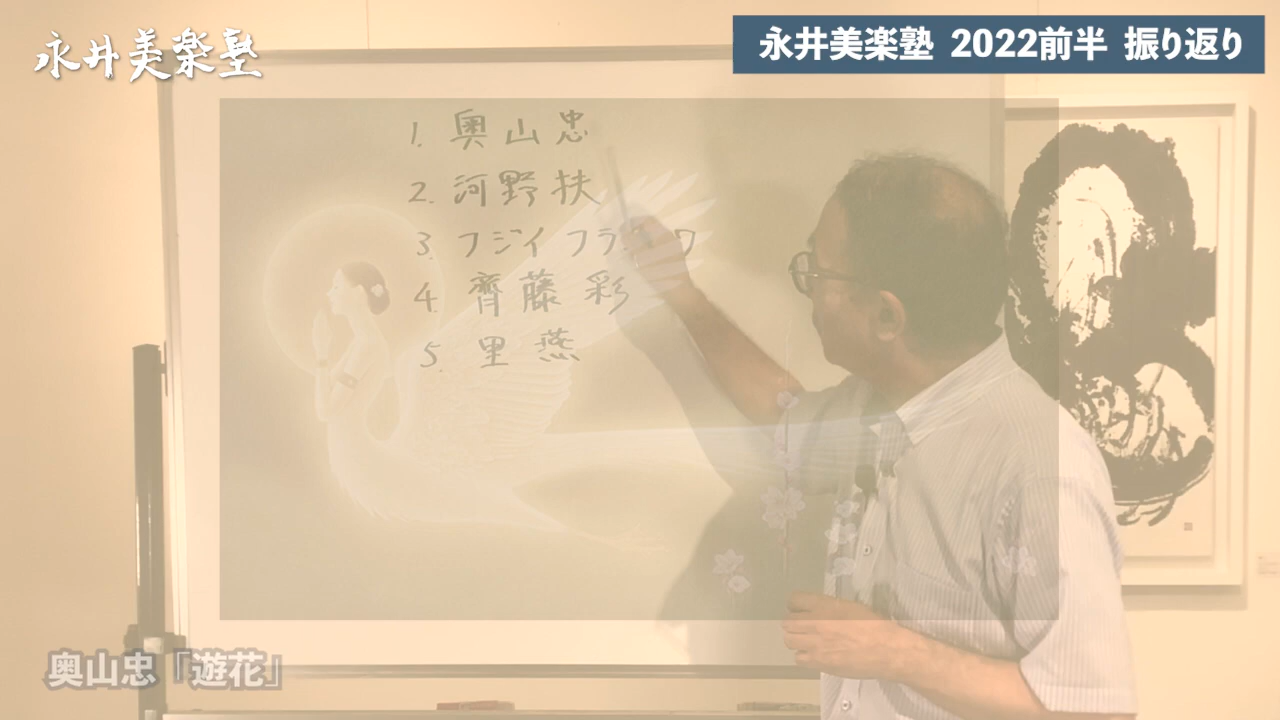 永井美楽塾
永井美楽塾 2022前半 振り返り
1. 奥山忠
2. 河野扶
3. フジイフランソワ
4. 齊藤彩
5. 里燕
奥山忠『遊花』